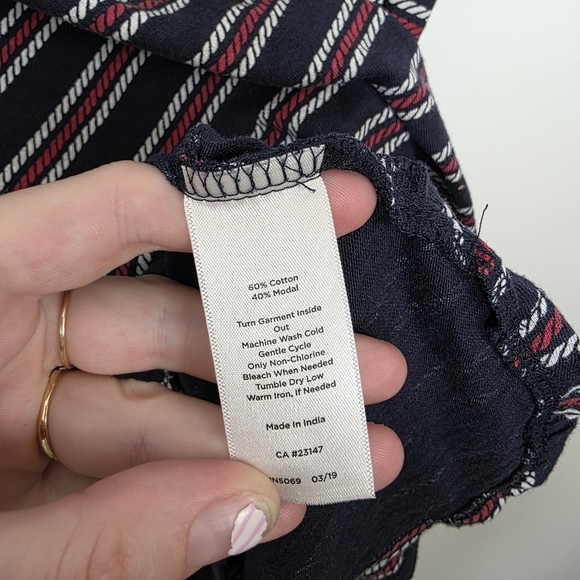 60% Cotton
40% Modal
Turn Garment Inside
Out
Machine Wash Cold
Gentle Cycle
Only Non-Chlorine
Bleach When Needed
Tumble Dry Low
Warm Iron, if Needed
Made in India
CA #23147
03/19